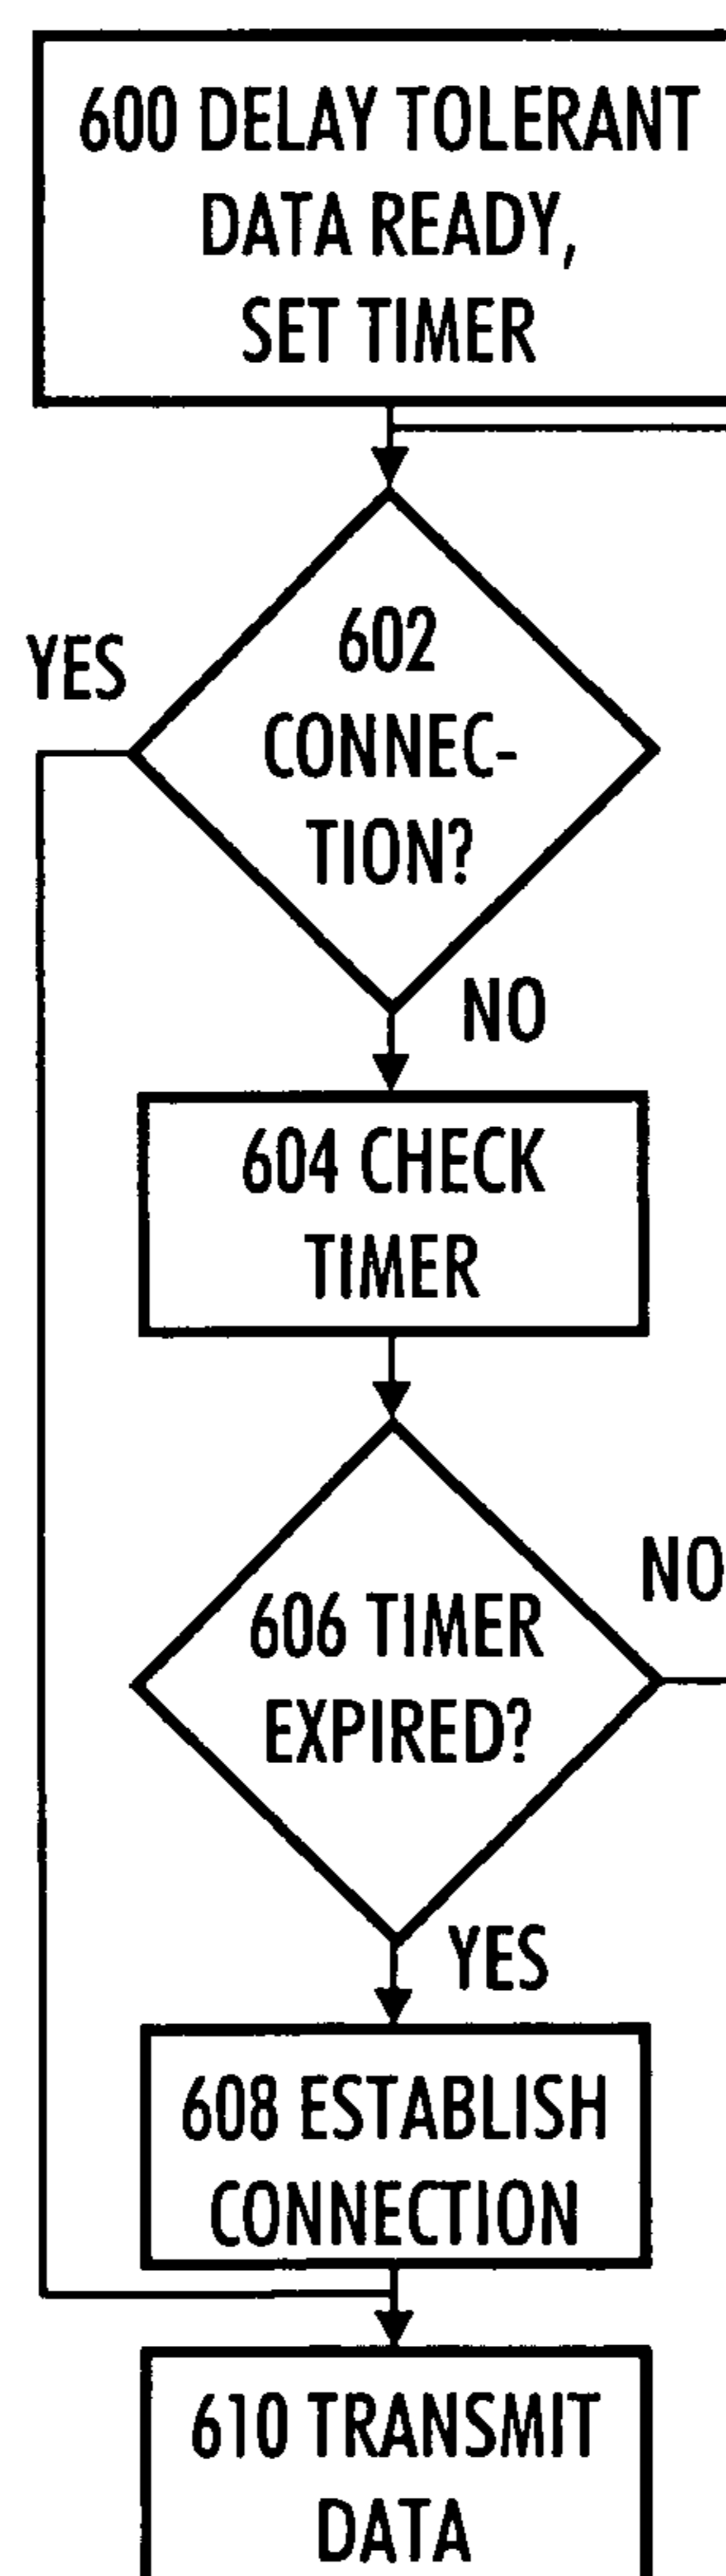 600 DELAY TOLERANT
DATA READY,
SET TIMER
YES
602
CONNEC-
TION?
NO
604 CHECK
TIMER
NO
606 TIMER
EXPIRED?
YES
608 ESTABLISH
CONNECTION
610 TRANSMIT
DATA